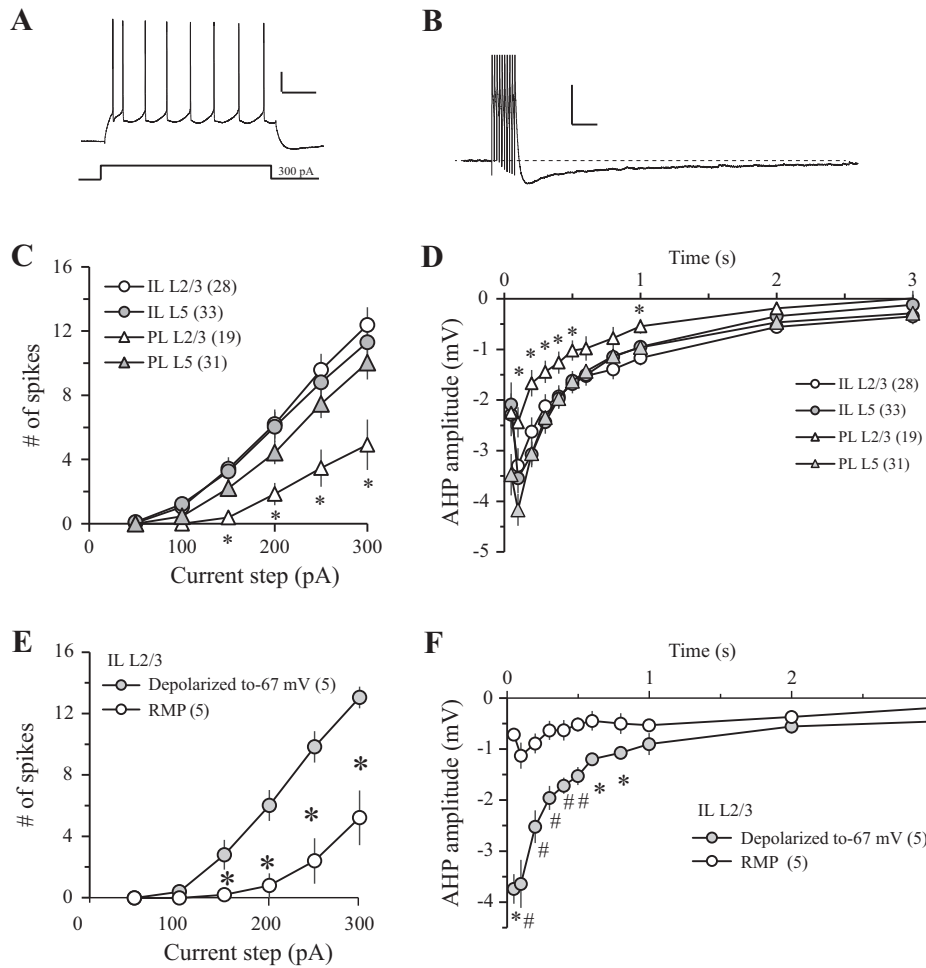 A
300 pA
B
C
# of spikes
16
12
8
4
0
IL L2/3 (28)
IL L5 (33)
PL L2/3 (19)
PL L5 (31)
* * * *
0 100 200 300
Current step (pA)
D
Time (s)
0 1 2 3
AHP amplitude (mV)
0
-1
-2
-3
-4
-5
* * * * * * *
IL L2/3 (28)
IL L5 (33)
PL L2/3 (19)
PL L5 (31)
E
# of spikes
16
12
8
4
0
IL L2/3
Depolarized to-67 mV (5)
RMP (5)
* * * *
0 100 200 300
Current step (pA)
F
Time (s)
0 1 2
AHP amplitude (mV)
0
-1
-2
-3
-4
* # # # # # * *
IL L2/3
Depolarized to-67 mV (5)
RMP (5)